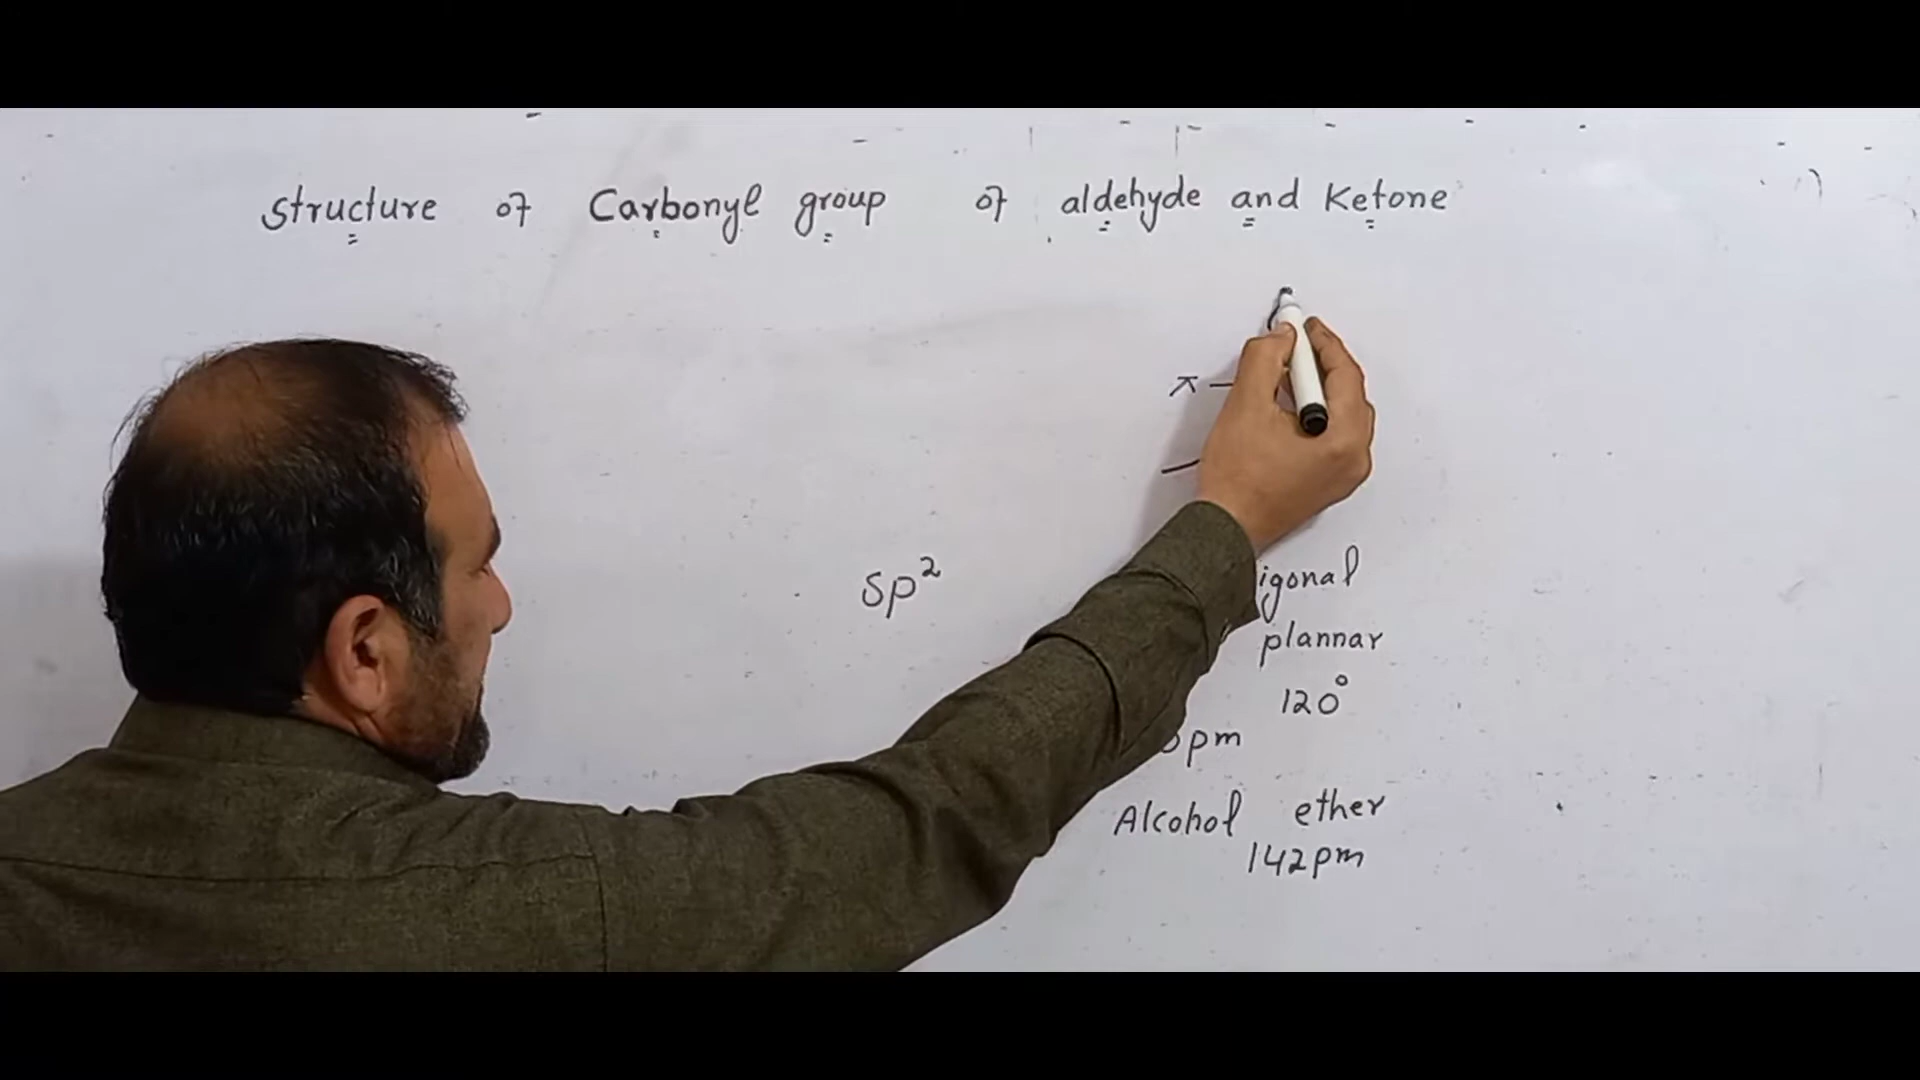 structure of Carbonyl group of aldehyde and Ketone
π
sp²
igonal
plannar
120°
pm
Alcohol ether
142pm